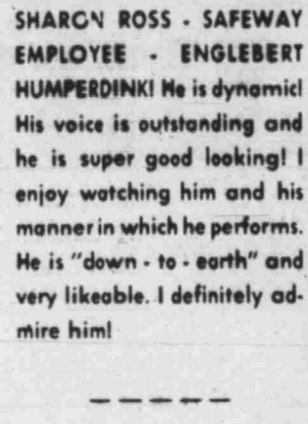 SHARON ROSS - SAFEWAY
EMPLOYEE - ENGLEBERT
HUMPERDINK! He is dynamic!
His voice is outstanding and
he is super good looking! I
enjoy watching him and his
manner in which he performs.
He is "down - to - earth" and
very likeable. I definitely ad-
mire him!
-----